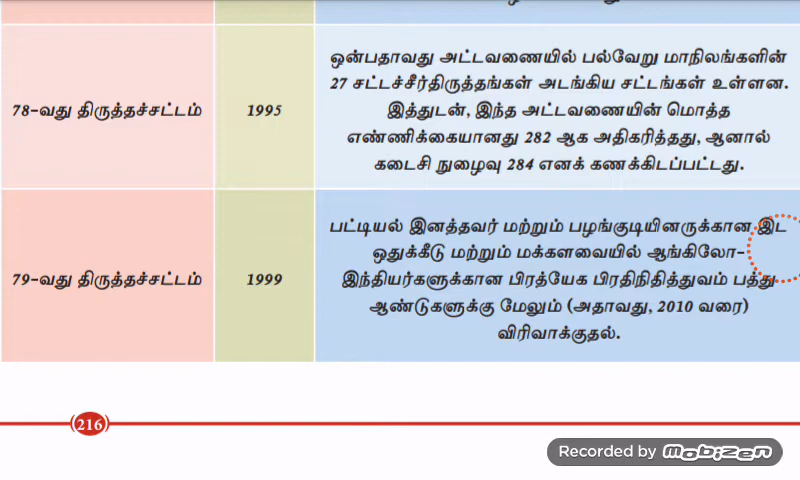 78-வது திருத்தச்சட்டம்
1995
ஒன்பதாவது அட்டவணையில் பல்வேறு மாநிலங்களின்
27 சட்டச்சீர்திருத்தங்கள் அடங்கிய சட்டங்கள் உள்ளன.
இத்துடன், இந்த அட்டவணையின் மொத்த
எண்ணிக்கையானது 282 ஆக அதிகரித்தது, ஆனால்
கடைசி நுழைவு 284 எனக் கணக்கிடப்பட்டது.
79-வது திருத்தச்சட்டம்
1999
பட்டியல் இனத்தவர் மற்றும் பழங்குடியினருக்கான இட
ஒதுக்கீடு மற்றும் மக்களவையில் ஆங்கிலோ-
இந்தியர்களுக்கான பிரத்யேக பிரதிநிதித்துவம் பத்து
ஆண்டுகளுக்கு மேலும் (அதாவது, 2010 வரை)
விரிவாக்குதல்.
216
Recorded by mobizen